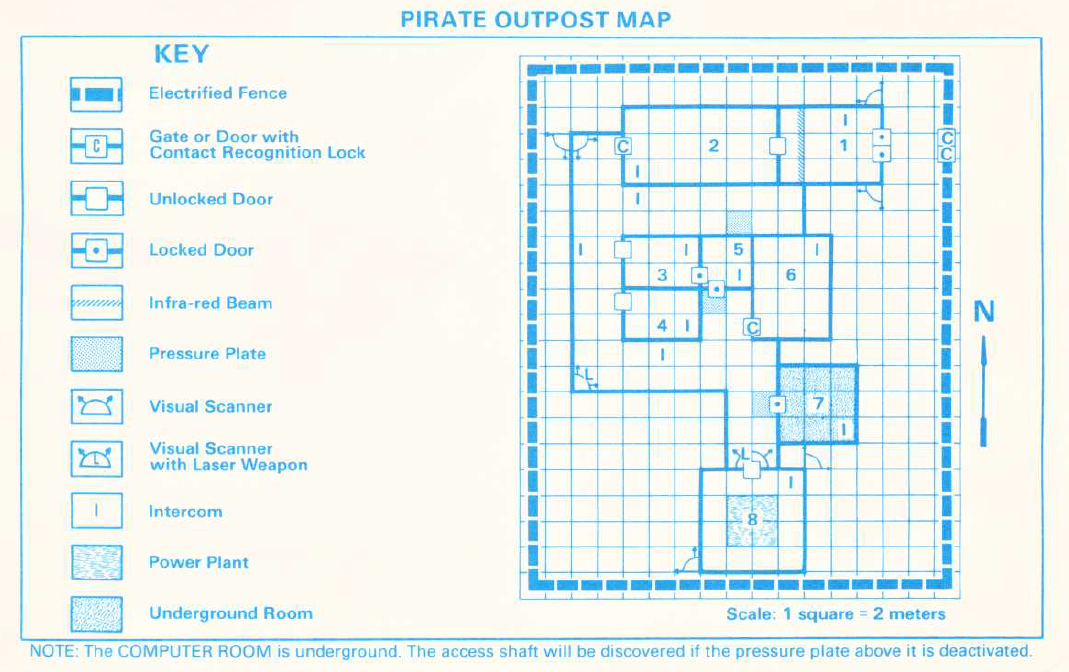 PIRATE OUTPOST MAP
KEY
Electrified Fence
C
Gate or Door with
Contact Recognition Lock
Unlocked Door
Locked Door
Infra-red Beam
Pressure Plate
Visual Scanner
L
Visual Scanner
with Laser Weapon
I
Intercom
Power Plant
Underground Room
I
C
2
1
C
C
I
I
I
I
5
I
3
I
6
4
I
C
I
L
7
I
L
I
8
N
Scale: 1 square = 2 meters
NOTE: The COMPUTER ROOM is underground. The access shaft will be discovered if the pressure plate above it is deactivated.